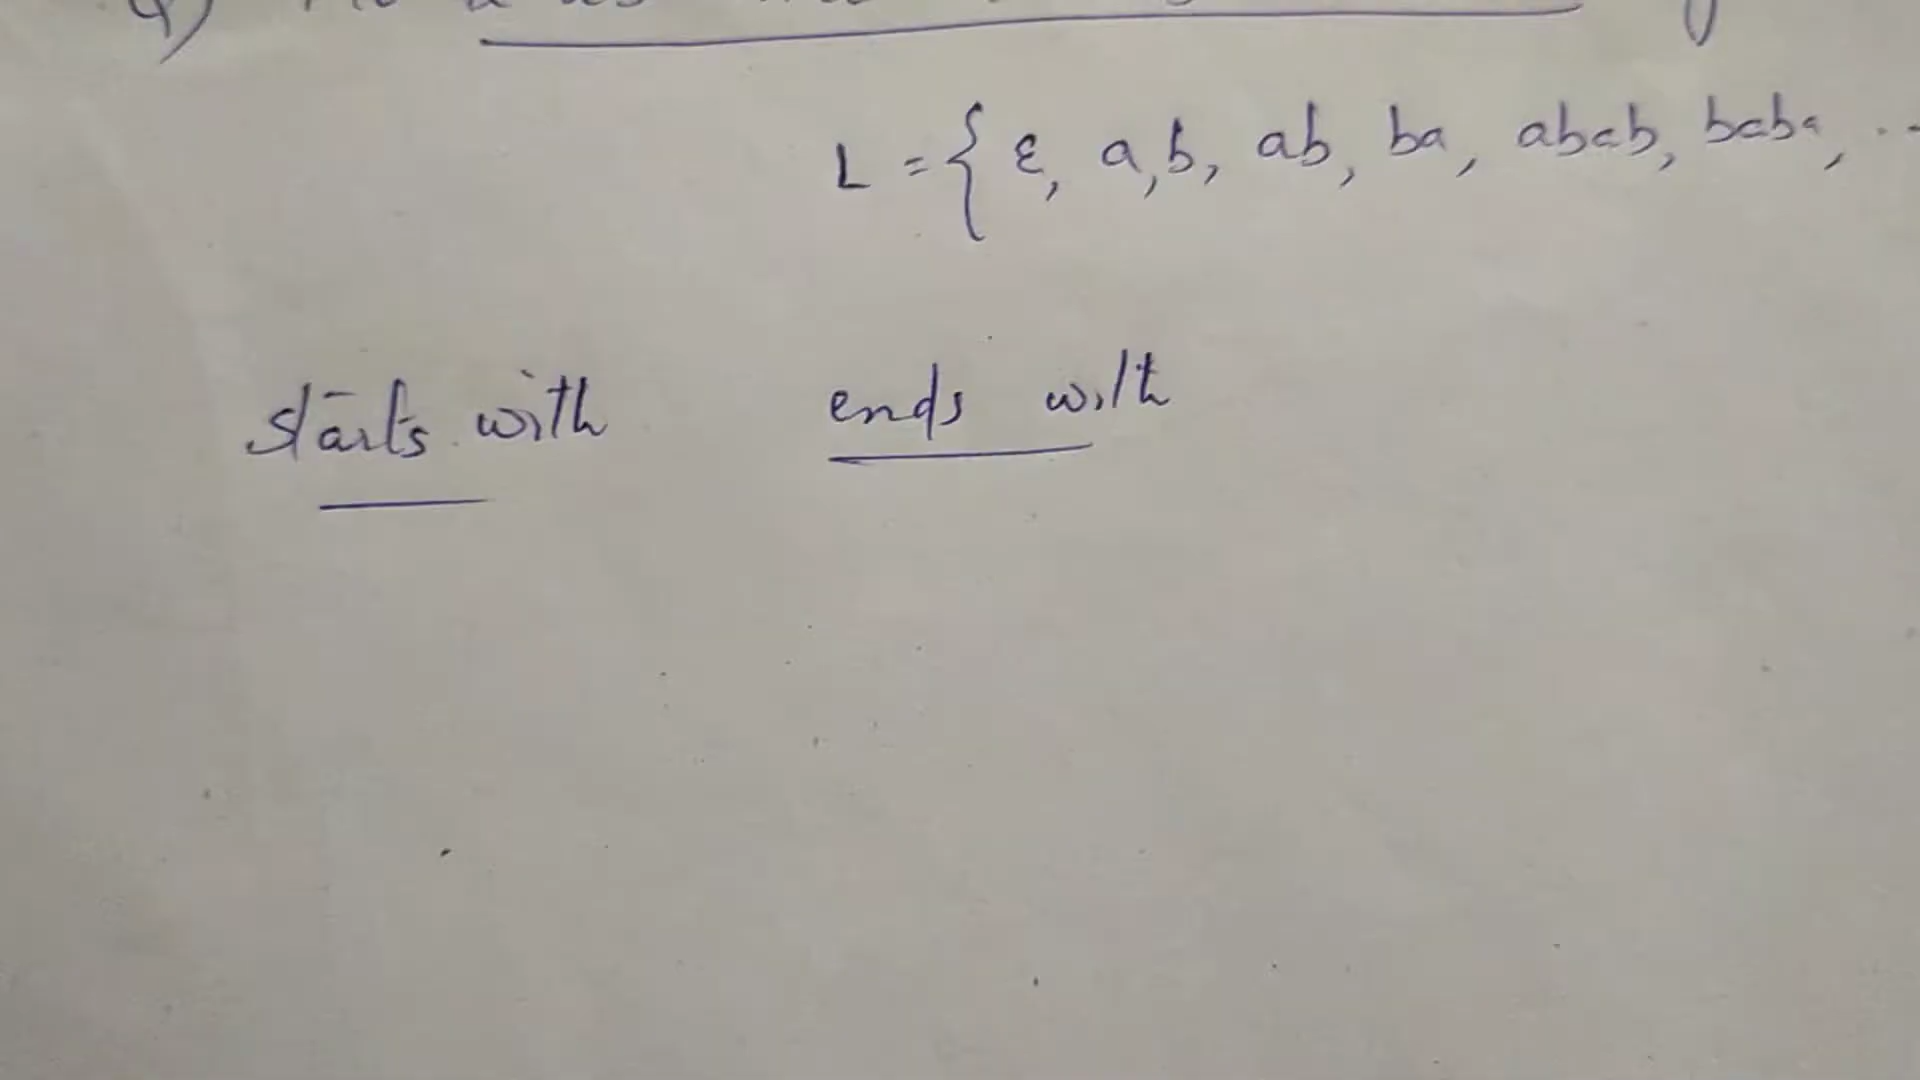 L = { ε, a, b, ab, ba, abab, baba, ..
starts with ends with